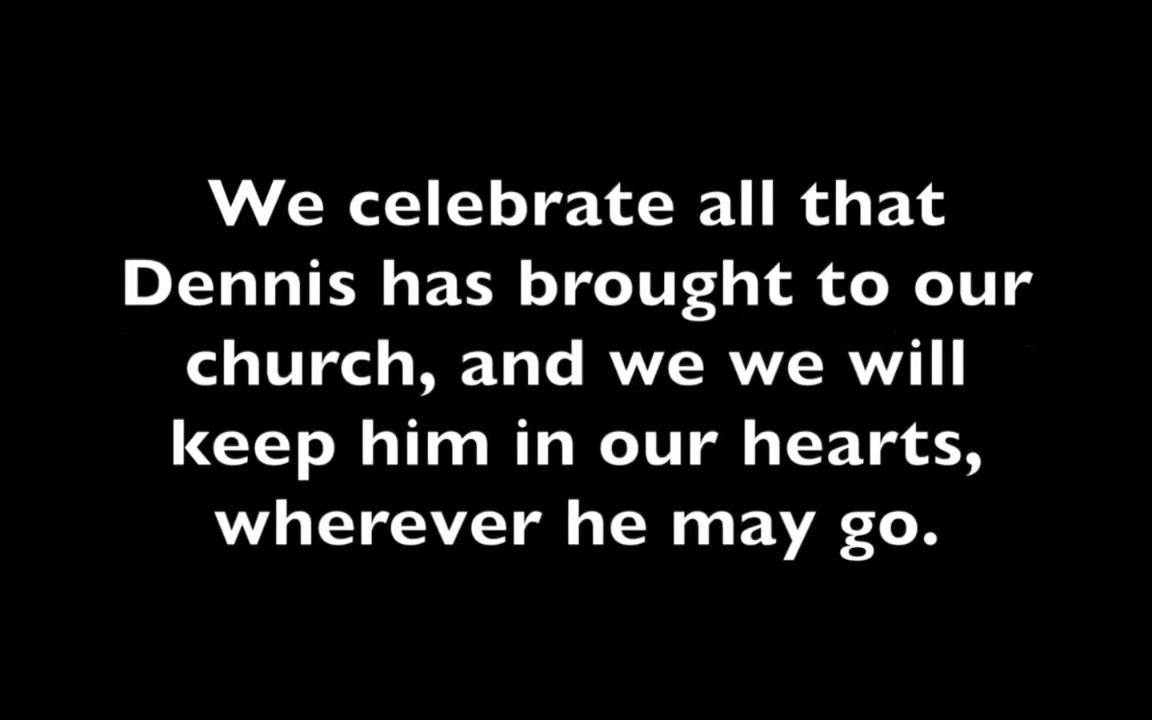 We celebrate all that
Dennis has brought to our
church, and we we will
keep him in our hearts,
wherever he may go.